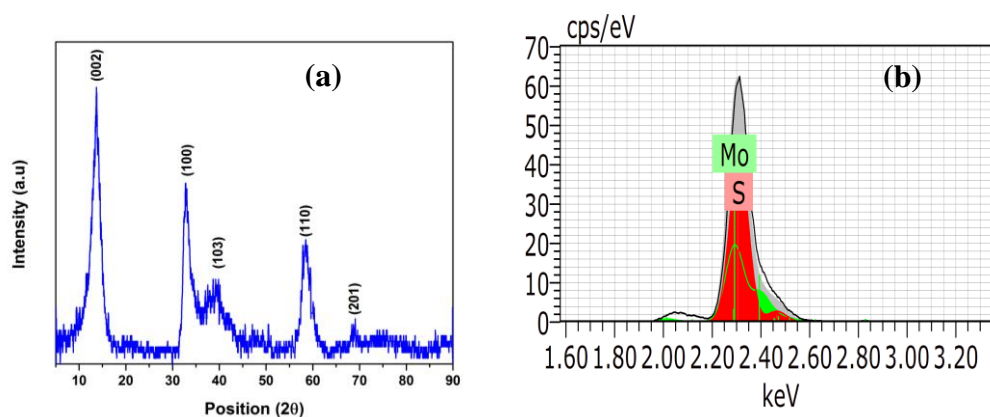 (a)
(002)
(100)
(103)
(110)
(201)
Intensity (a.u)
10 20 30 40 50 60 70 80 90
Position (2θ)
cps/eV
(b)
70
60
50
40
30
20
10
0
Mo
S
1.60 1.80 2.00 2.20 2.40 2.60 2.80 3.00 3.20
keV